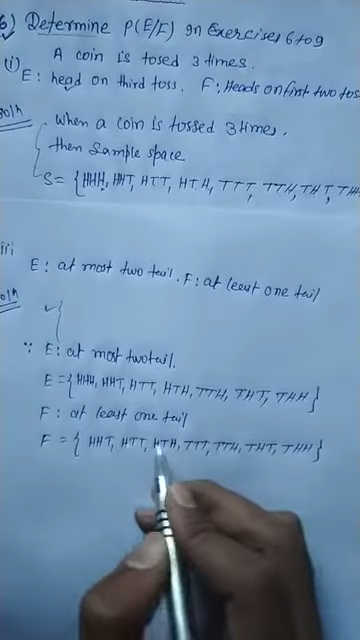 6) Determine P(E/F) in Exercises 6 to 9
(i) A coin is tosed 3 times.
E: head on third toss, F: Heads on first two tos
Soln
when a coin is tossed 3 times.
then Sample space
S = {HHH, HHT, HTT, HTH, TTT, TTH, THT, THH
iii
E: at most two tail. F: at least one tail
Soln
∵ E: at most two tail.
E = {HHH, HHT, HTT, HTH, TTH, THT, THH}
F: at least one tail
F = { HHT, HTT, HTH, TTT, TTH, THT, THH}